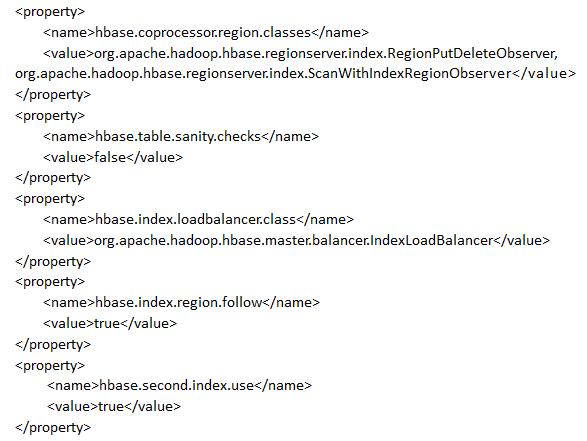 <property>
<name>hbase.coprocessor.region.classes</name>
<value>org.apache.hadoop.hbase.regionserver.index.RegionPutDeleteObserver,
org.apache.hadoop.hbase.regionserver.index.ScanWithIndexRegionObserver</value>
</property>
<property>
<name>hbase.table.sanity.checks</name>
<value>false</value>
</property>
<property>
<name>hbase.index.loadbalancer.class</name>
<value>org.apache.hadoop.hbase.master.balancer.IndexLoadBalancer</value>
</property>
<property>
<name>hbase.index.region.follow</name>
<value>true</value>
</property>
<property>
<name>hbase.second.index.use</name>
<value>true</value>
</property>